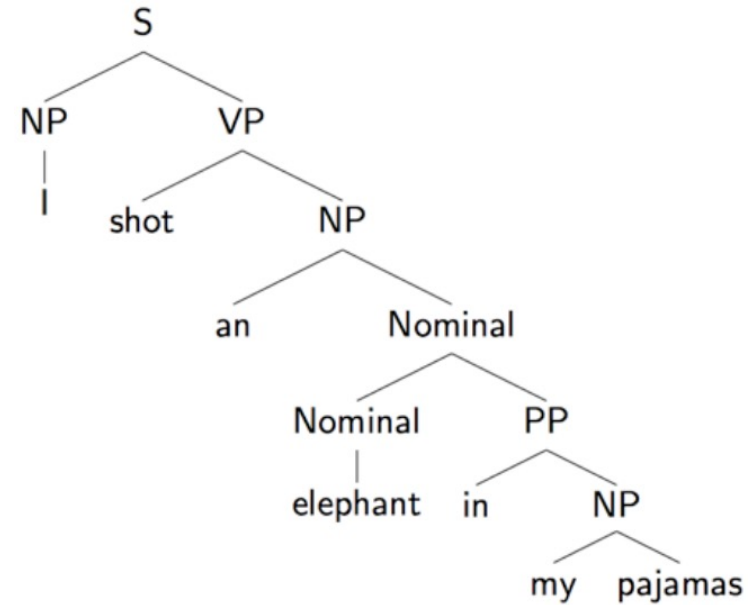 S
NP VP
I
shot NP
an Nominal
Nominal PP
elephant in NP
my pajamas